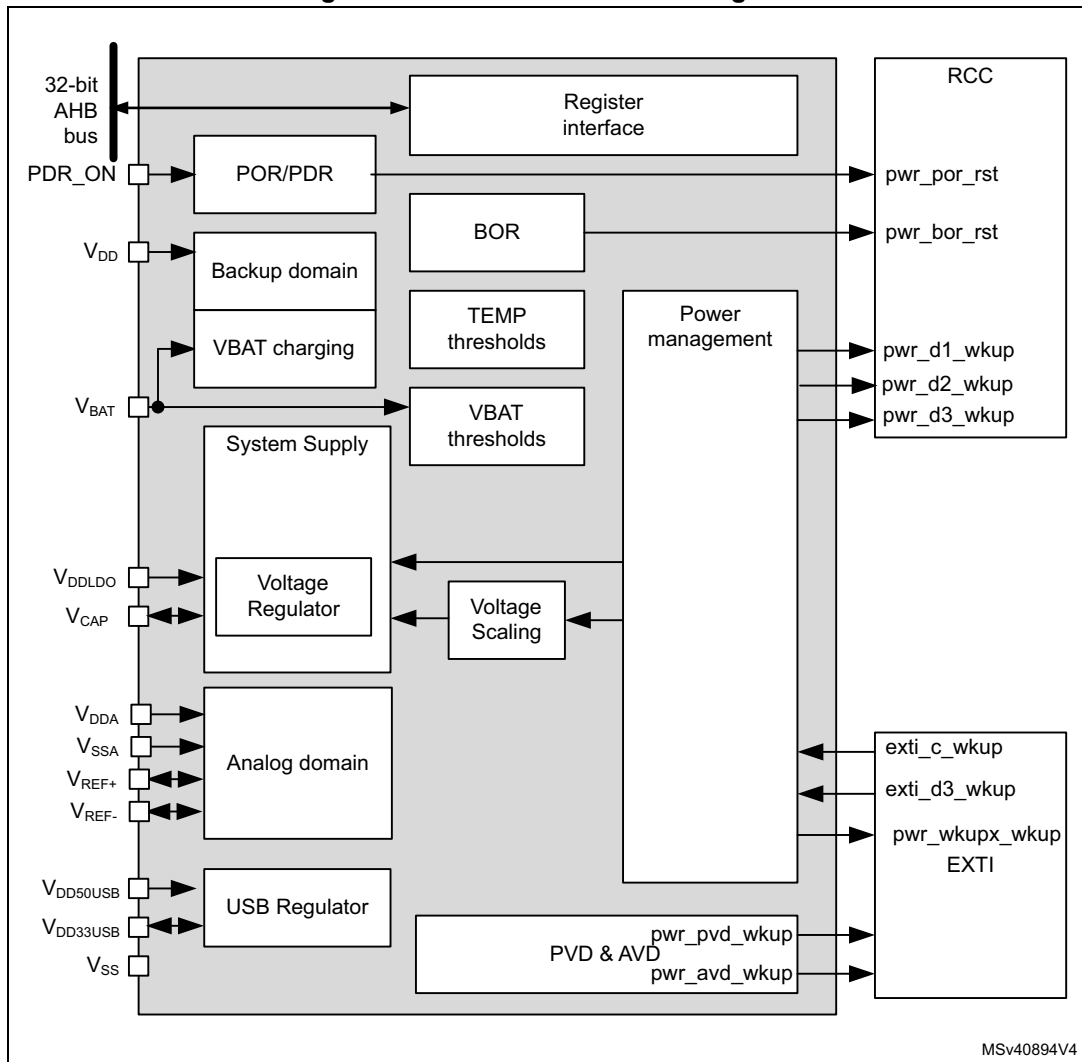 32-bit
AHB
bus
Register
interface
RCC
PDR_ON
POR/PDR
pwr_por_rst
BOR
pwr_bor_rst
VDD
Backup domain
VBAT charging
TEMP
thresholds
Power
management
pwr_d1_wkup
pwr_d2_wkup
pwr_d3_wkup
VBAT
VBAT
thresholds
System Supply
VDDLDO
VCAP
Voltage
Regulator
Voltage
Scaling
VDDA
VSSA
VREF+
VREF-
Analog domain
exti_c_wkup
exti_d3_wkup
pwr_wkupx_wkup
EXTI
VDD50USB
VDD33USB
VSS
USB Regulator
PVD & AVD
pwr_pvd_wkup
pwr_avd_wkup
MSv40894V4